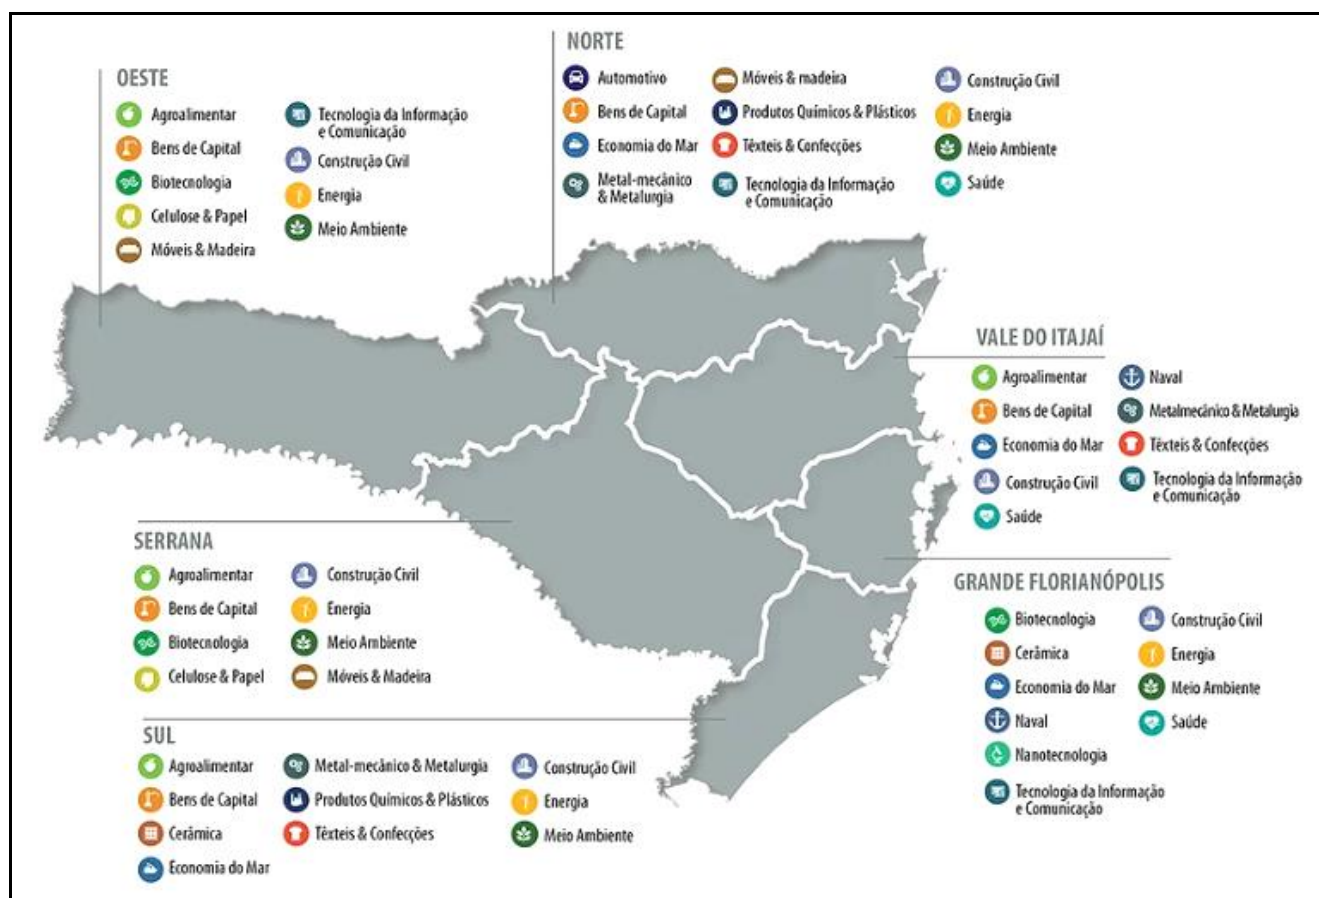 OESTE
Agroalimentar
Bens de Capital
Biotecnologia
Celulose & Papel
Móveis & Madeira
Tecnologia da Informação
e Comunicação
Construção Civil
Energia
Meio Ambiente
NORTE
Automotivo
Bens de Capital
Economia do Mar
Metal-mecânico
& Metalurgia
Móveis & madeira
Produtos Químicos & Plásticos
Têxteis & Confecções
Tecnologia da Informação
e Comunicação
Construção Civil
Energia
Meio Ambiente
Saúde
VALE DO ITAJAÍ
Agroalimentar
Bens de Capital
Economia do Mar
Construção Civil
Saúde
Naval
Metalmecânico & Metalurgia
Têxteis & Confecções
Tecnologia da Informação
e Comunicação
SERRANA
Agroalimentar
Bens de Capital
Biotecnologia
Celulose & Papel
Construção Civil
Energia
Meio Ambiente
Móveis & Madeira
GRANDE FLORIANÓPOLIS
Biotecnologia
Cerâmica
Economia do Mar
Naval
Nanotecnologia
Tecnologia da Informação
e Comunicação
Construção Civil
Energia
Meio Ambiente
Saúde
SUL
Agroalimentar
Bens de Capital
Cerâmica
Economia do Mar
Metal-mecânico & Metalurgia
Produtos Químicos & Plásticos
Têxteis & Confecções
Construção Civil
Energia
Meio Ambiente